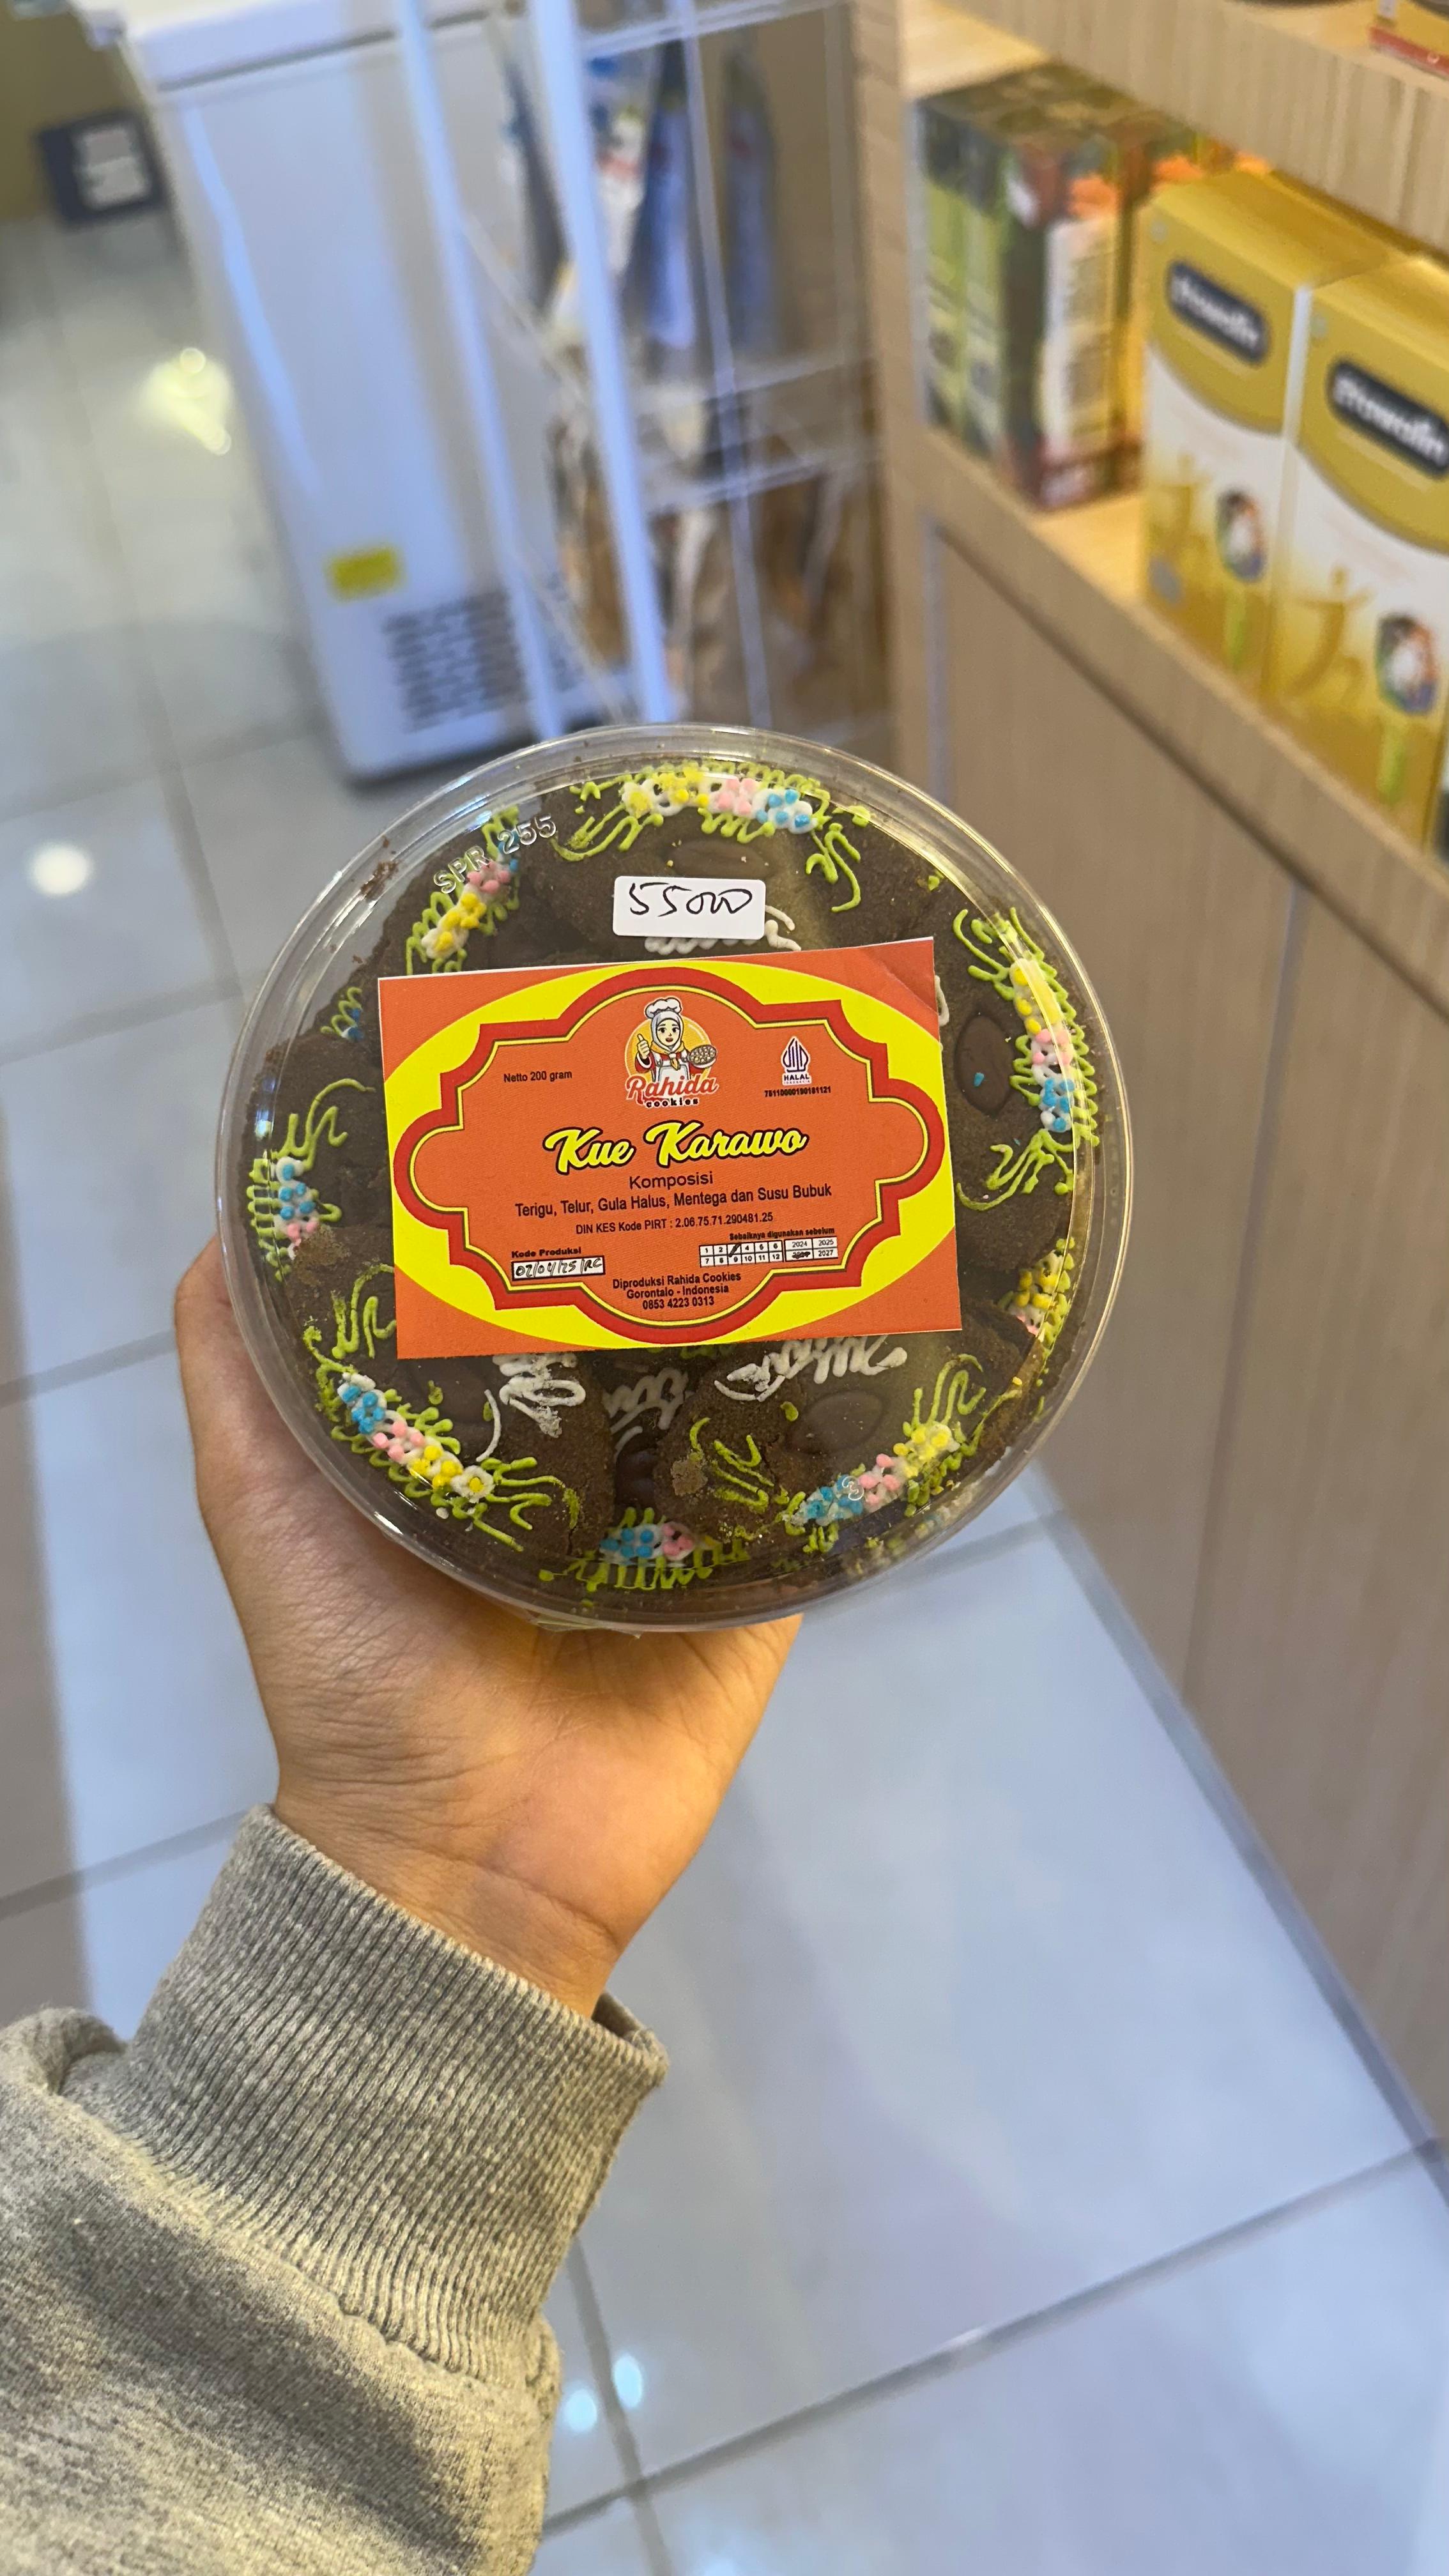 SPR 255
55000
Netto 200 gram
Rahida
cookies
HALAL
INDONESIA
75110000190181121
Kue Karawo
Komposisi
Terigu, Telur, Gula Halus, Mentega dan Susu Bubuk
DIN KES Kode PIRT : 2.06.75.71.290481.25
Kode Produksi
02/04/25/RC
Sebaiknya digunakan sebelum
1 2 3 4 5 6 2024 2025
7 8 9 10 11 12 2027
Diproduksi Rahida Cookies
Gorontalo - Indonesia
0853 4223 0313